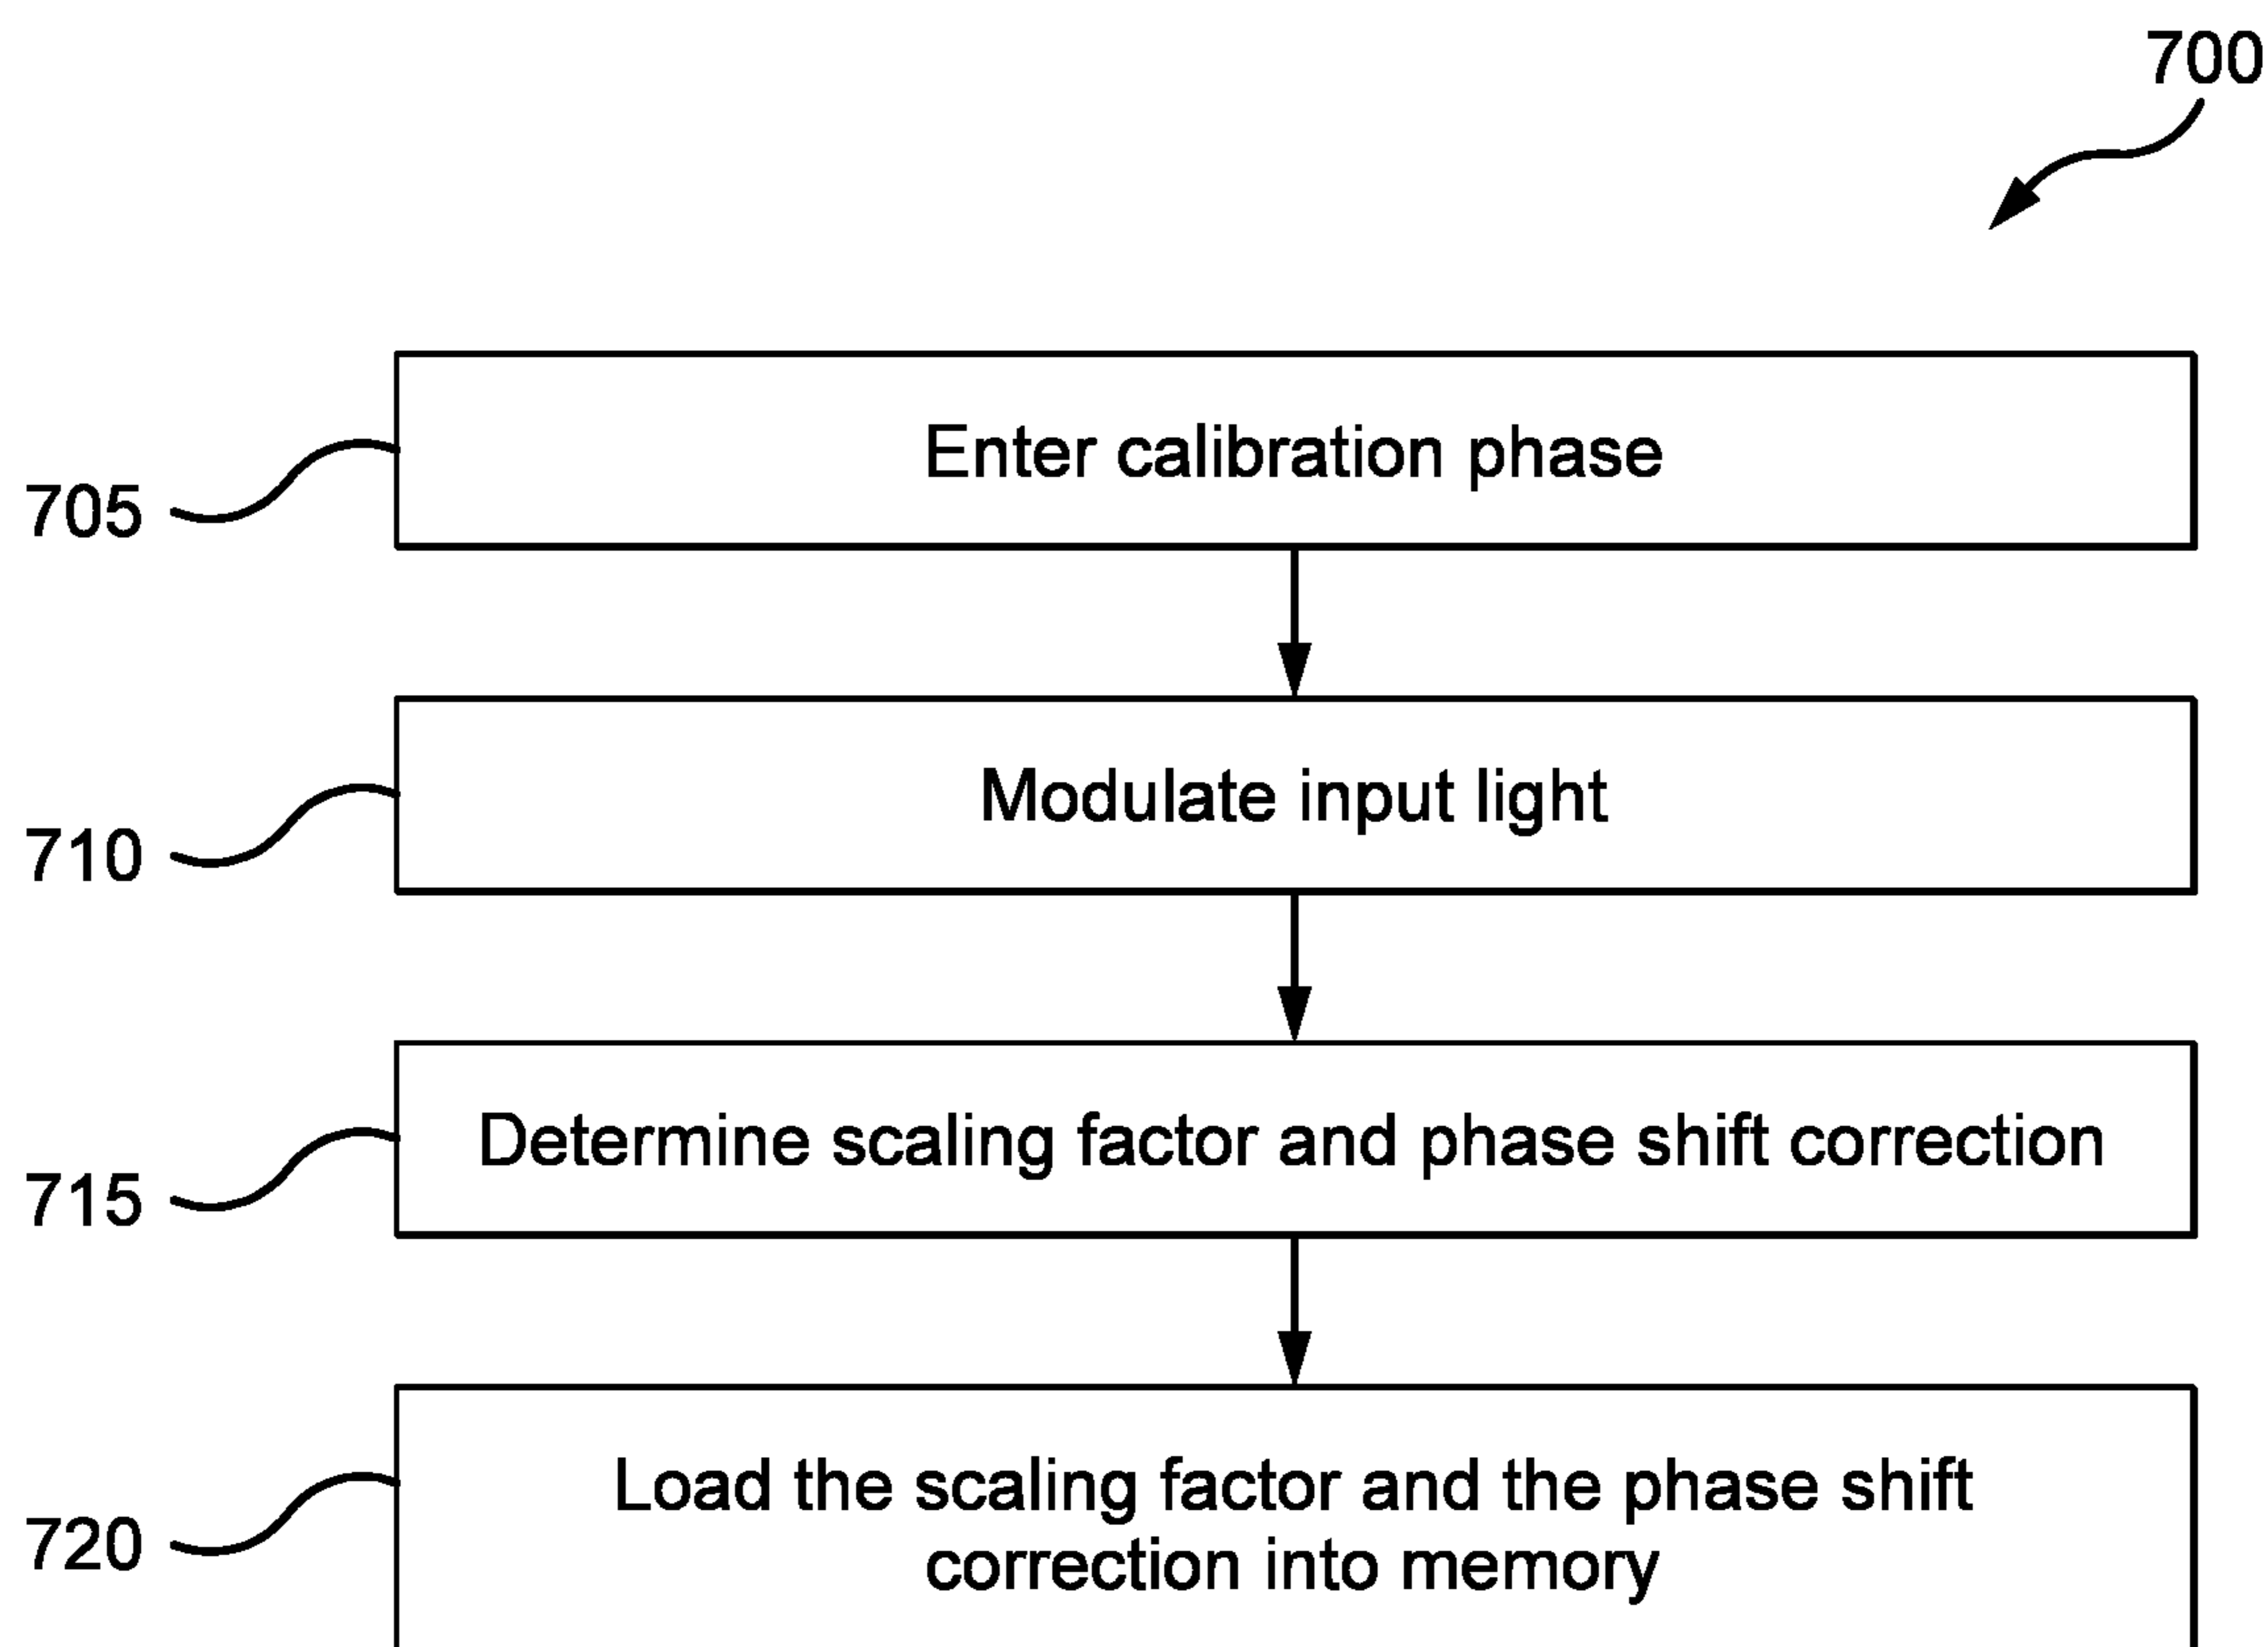 700
Enter calibration phase
705
Modulate input light
710
Determine scaling factor and phase shift correction
715
Load the scaling factor and the phase shift
correction into memory
720